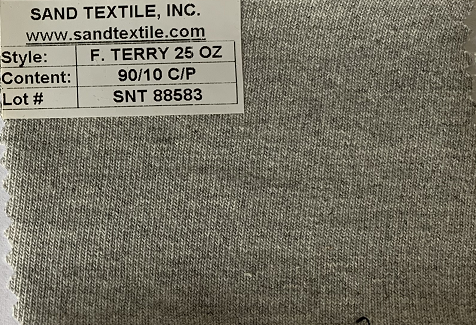 SAND TEXTILE, INC.
www.sandtextile.com
Style: F. TERRY 25 OZ
Content: 90/10 C/P
Lot # SNT 88583